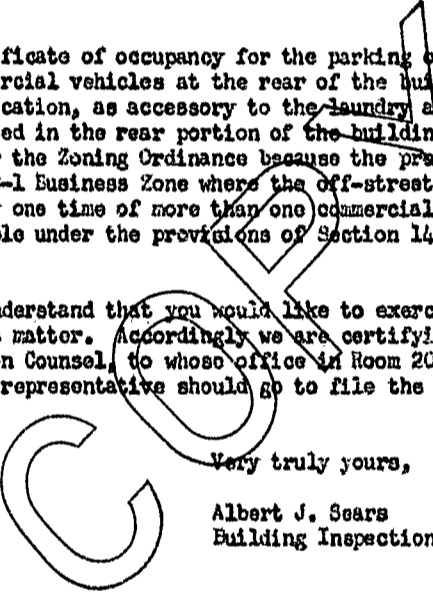 ficate of occupancy for the parking o
rcial vehicles at the rear of the bui
cation, as accessory to the laundry a
ed in the rear portion of the building
the Zoning Ordinance because the pre
-1 Business Zone where the off-street
one time of more than one commercial
le under the provisions of Section 14
nderstand that you would like to exerc
matter. Accordingly we are certifyi
n Counsel, to whose office in Room 20
representative should go to file the
Very truly yours,
Albert J. Sears
Building Inspection
COPY